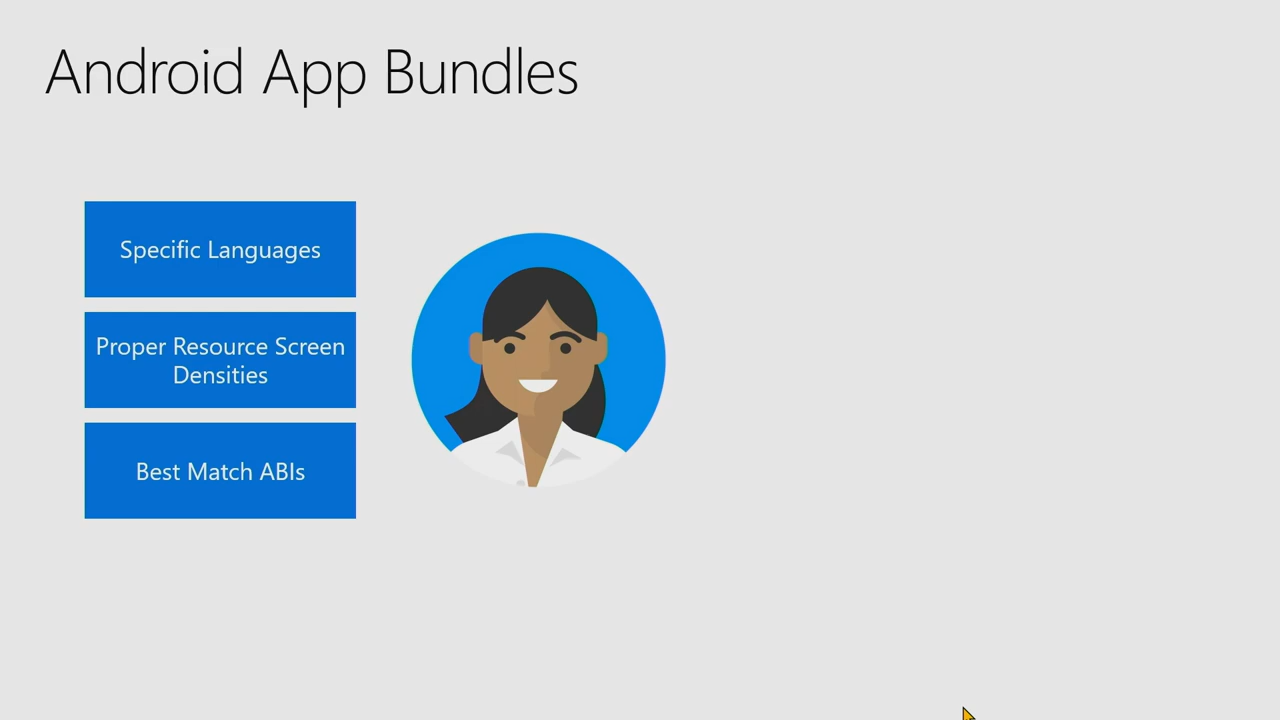 Android App Bundles
Specific Languages
Proper Resource Screen
Densities
Best Match ABIs